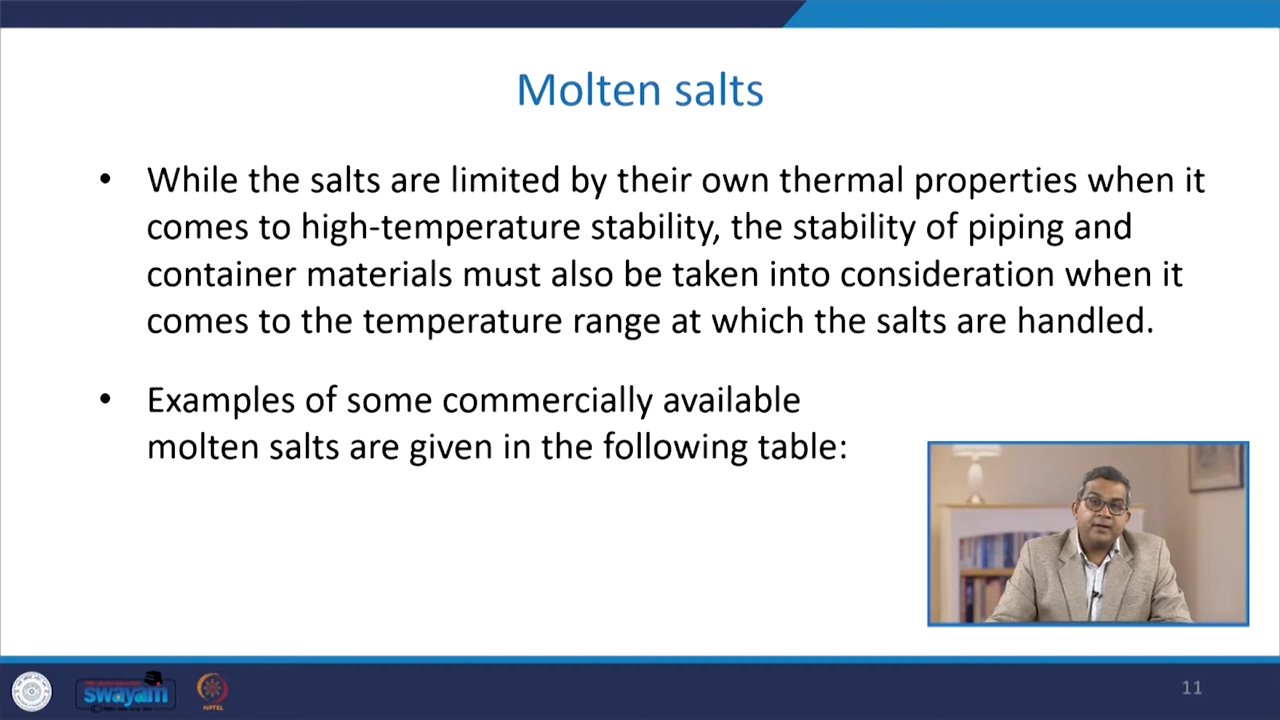 Molten salts
• While the salts are limited by their own thermal properties when it
comes to high-temperature stability, the stability of piping and
container materials must also be taken into consideration when it
comes to the temperature range at which the salts are handled.
• Examples of some commercially available
molten salts are given in the following table:
swayam
NPTEL
11